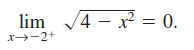 lim √4 − x² = 0.
x→−2⁺